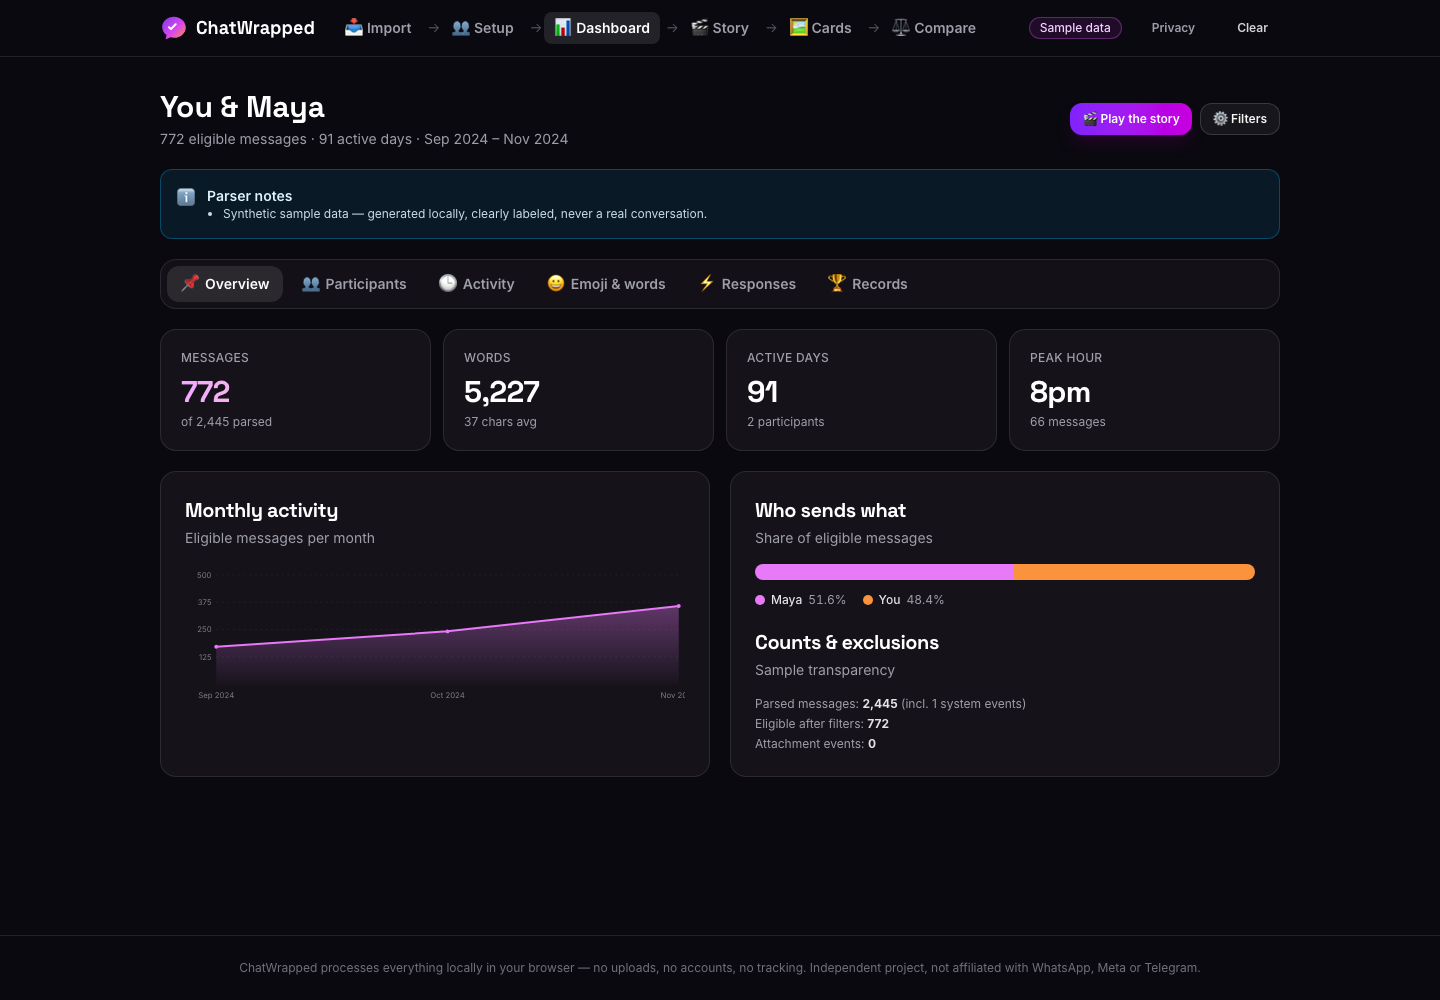 ChatWrapped
Import → Setup → Dashboard → Story → Cards → Compare
Sample data
Privacy
Clear
You & Maya
772 eligible messages · 91 active days · Sep 2024 – Nov 2024
Play the story
Filters
Parser notes
• Synthetic sample data — generated locally, clearly labeled, never a real conversation.
Overview
Participants
Activity
Emoji & words
Responses
Records
MESSAGES
772
of 2,445 parsed
WORDS
5,227
37 chars avg
ACTIVE DAYS
91
2 participants
PEAK HOUR
8pm
66 messages
Monthly activity
Eligible messages per month
500
375
250
125
Sep 2024
Oct 2024
Nov 20
Who sends what
Share of eligible messages
Maya 51.6%
You 48.4%
Counts & exclusions
Sample transparency
Parsed messages: 2,445 (incl. 1 system events)
Eligible after filters: 772
Attachment events: 0
ChatWrapped processes everything locally in your browser — no uploads, no accounts, no tracking. Independent project, not affiliated with WhatsApp, Meta or Telegram.